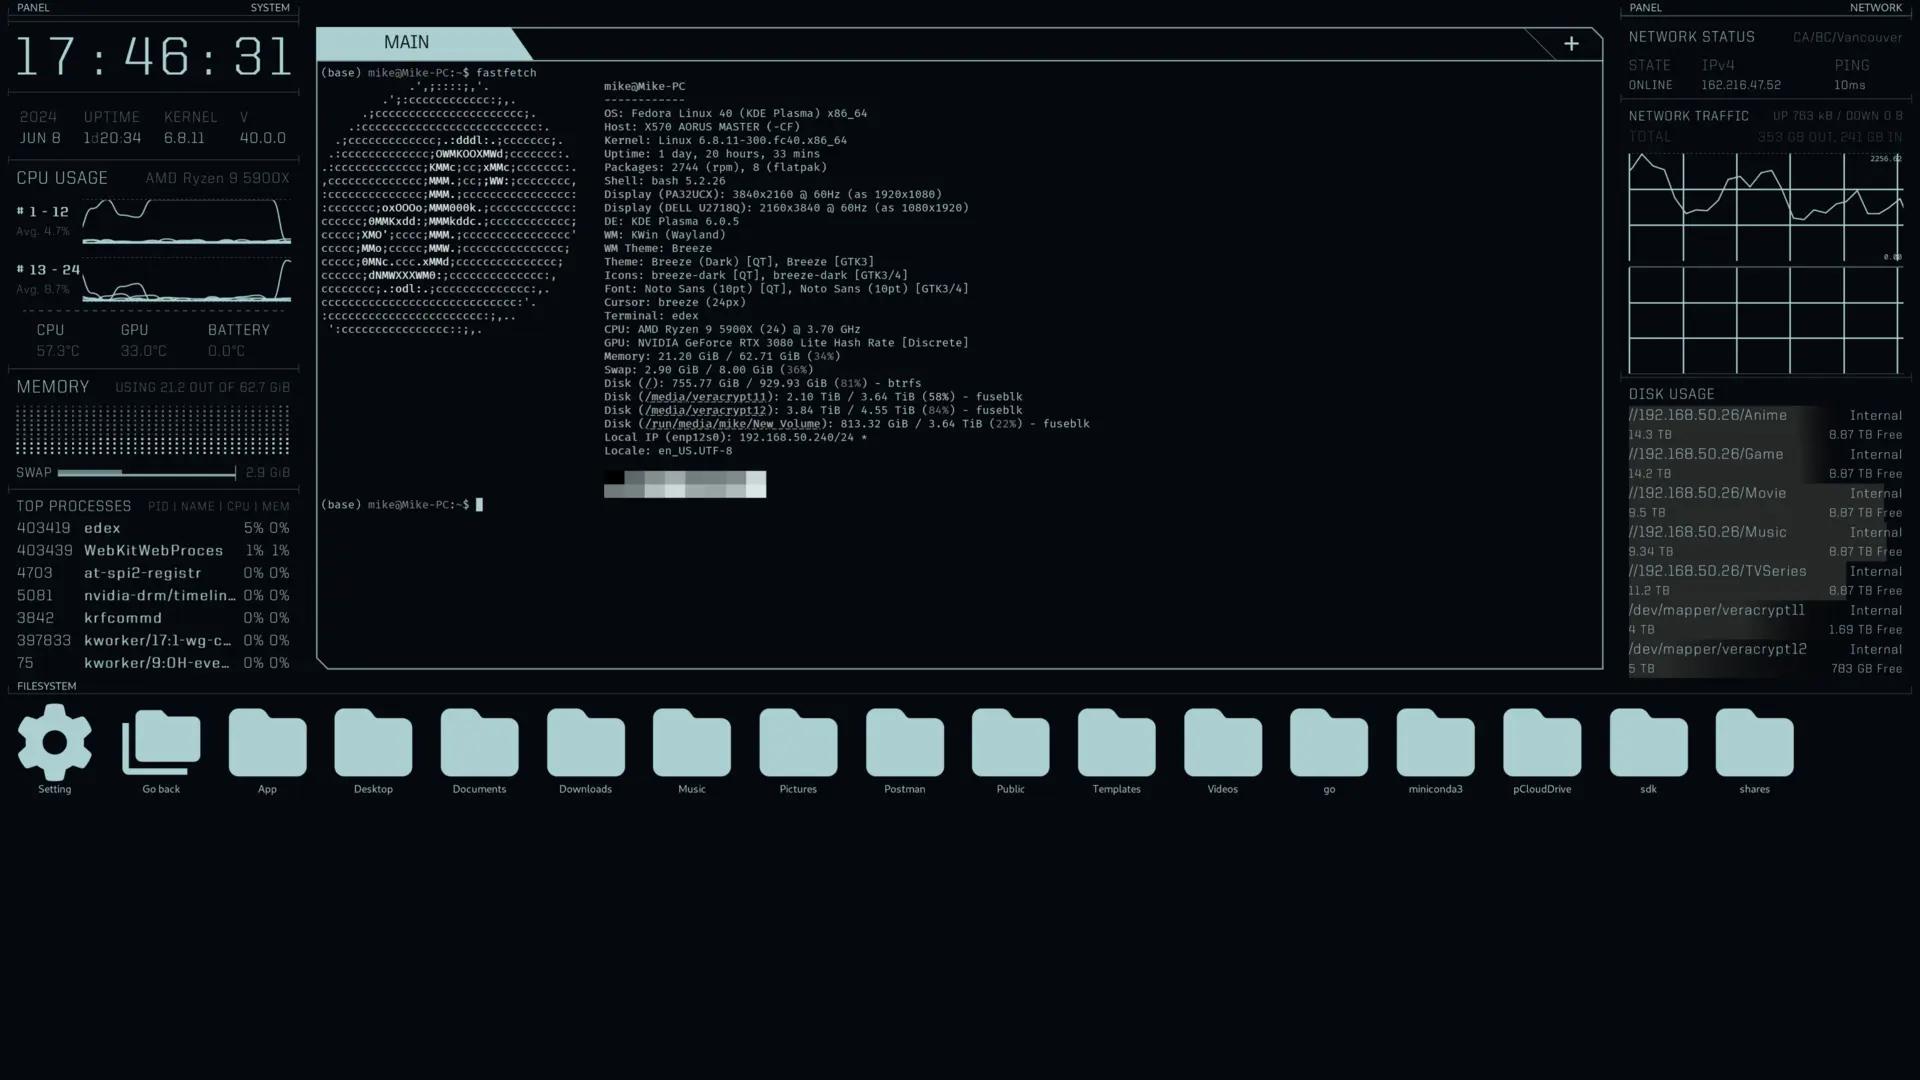 PANEL SYSTEM
17:46:31
2024 UPTIME KERNEL V
JUN 8 1d20:34 6.8.11 40.0.0
CPU USAGE AMD Ryzen 9 5900X
# 1 - 12
Avg. 4.7%
# 13 - 24
Avg. 8.7%
CPU GPU BATTERY
57.3°C 33.0°C 0.0°C
MEMORY USING 21.2 OUT OF 62.7 GiB
SWAP 2.9 GiB
TOP PROCESSES PID | NAME | CPU | MEM
403419 edex 5% 0%
403439 WebKitWebProces 1% 1%
4703 at-spi2-registr 0% 0%
5081 nvidia-drm/timelin... 0% 0%
3842 krfcommd 0% 0%
397833 kworker/17:1-wg-c... 0% 0%
75 kworker/9:0H-eve... 0% 0%
MAIN +
(base) mike@Mike-PC:~$ fastfetch
mike@Mike-PC
------------
OS: Fedora Linux 40 (KDE Plasma) x86_64
Host: X570 AORUS MASTER (-CF)
Kernel: Linux 6.8.11-300.fc40.x86_64
Uptime: 1 day, 20 hours, 33 mins
Packages: 2744 (rpm), 8 (flatpak)
Shell: bash 5.2.26
Display (PA32UCX): 3840x2160 @ 60Hz (as 1920x1080)
Display (DELL U2718Q): 2160x3840 @ 60Hz (as 1080x1920)
DE: KDE Plasma 6.0.5
WM: KWin (Wayland)
WM Theme: Breeze
Theme: Breeze (Dark) [QT], Breeze [GTK3]
Icons: breeze-dark [QT], breeze-dark [GTK3/4]
Font: Noto Sans (10pt) [QT], Noto Sans (10pt) [GTK3/4]
Cursor: breeze (24px)
Terminal: edex
CPU: AMD Ryzen 9 5900X (24) @ 3.70 GHz
GPU: NVIDIA GeForce RTX 3080 Lite Hash Rate [Discrete]
Memory: 21.20 GiB / 62.71 GiB (34%)
Swap: 2.90 GiB / 8.00 GiB (36%)
Disk (/): 755.77 GiB / 929.93 GiB (81%) - btrfs
Disk (/media/veracrypt11): 2.10 TiB / 3.64 TiB (58%) - fuseblk
Disk (/media/veracrypt12): 3.84 TiB / 4.55 TiB (84%) - fuseblk
Disk (/run/media/mike/New Volume): 813.32 GiB / 3.64 TiB (22%) - fuseblk
Local IP (enp12s0): 192.168.50.240/24 *
Locale: en_US.UTF-8
(base) mike@Mike-PC:~$
PANEL NETWORK
NETWORK STATUS CA/BC/Vancouver
STATE IPv4 PING
ONLINE 162.216.47.52 10ms
NETWORK TRAFFIC UP 763 kB / DOWN 0 B
TOTAL 353 GB OUT, 241 GB IN
2256.62
0.00
DISK USAGE
//192.168.50.26/Anime Internal
14.3 TB 8.87 TB Free
//192.168.50.26/Game Internal
14.2 TB 8.87 TB Free
//192.168.50.26/Movie Internal
9.5 TB 8.87 TB Free
//192.168.50.26/Music Internal
9.34 TB 8.87 TB Free
//192.168.50.26/TVSeries Internal
11.2 TB 8.87 TB Free
/dev/mapper/veracrypt11 Internal
4 TB 1.69 TB Free
/dev/mapper/veracrypt12 Internal
5 TB 783 GB Free
FILESYSTEM
Setting Go back App Desktop Documents Downloads Music Pictures Postman Public Templates Videos go miniconda3 pCloudDrive sdk shares